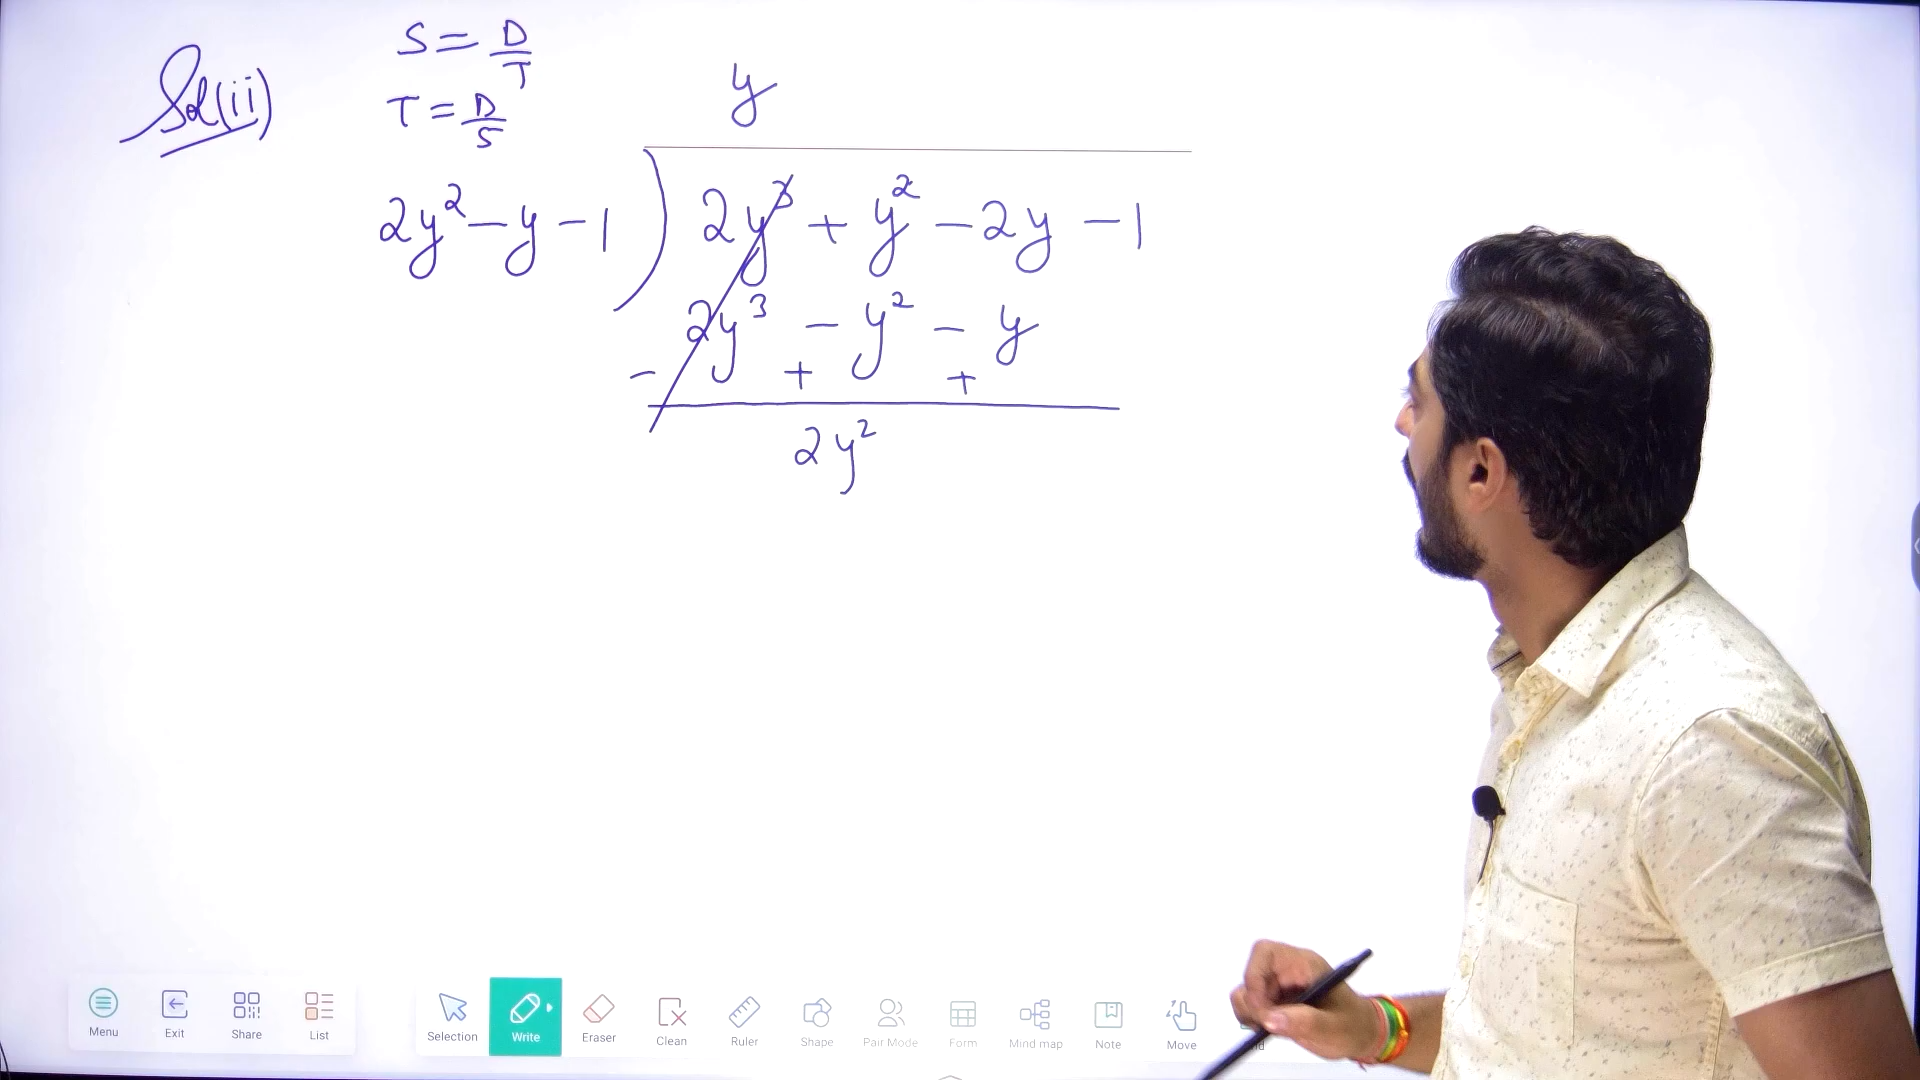 Sol(ii)
S = D/T
T = D/S
y
2y² - y - 1 ) 2y³ + y² - 2y - 1
2y³ - y² - y
- + +
2y²
Menu Exit Share List Selection Write Eraser Clean Ruler Shape Pair Mode Form Mind map Note Move